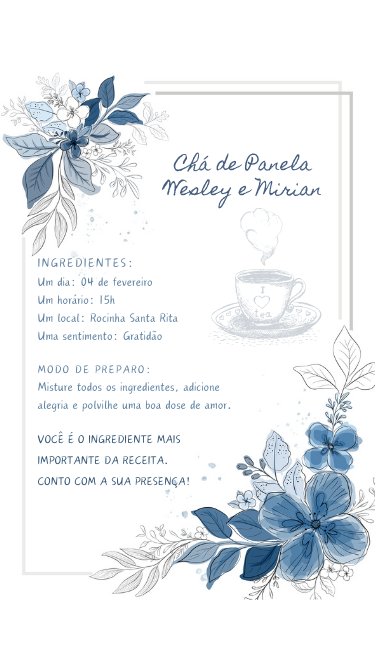 Chá de Panela
Wesley e Mirian
I
tea
INGREDIENTES:
Um dia: 04 de fevereiro
Um horário: 15h
Um local: Rocinha Santa Rita
Uma sentimento: Gratidão
MODO DE PREPARO:
Misture todos os ingredientes, adicione
alegria e polvilhe uma boa dose de amor.
VOCÊ É O INGREDIENTE MAIS
IMPORTANTE DA RECEITA.
CONTO COM A SUA PRESENÇA!